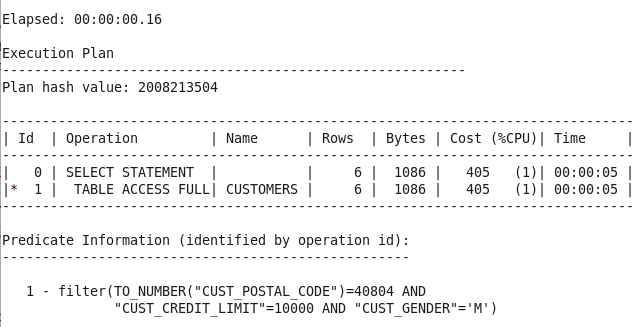 Elapsed: 00:00:00.16
Execution Plan
----------------------------------------------------------
Plan hash value: 2008213504
-------------------------------------------------------------------------------
| Id  | Operation         | Name      | Rows  | Bytes | Cost (%CPU)| Time     |
-------------------------------------------------------------------------------
|   0 | SELECT STATEMENT  |           |     6 |  1086 |   405   (1)| 00:00:05 |
|*  1 |  TABLE ACCESS FULL| CUSTOMERS |     6 |  1086 |   405   (1)| 00:00:05 |
-------------------------------------------------------------------------------
Predicate Information (identified by operation id):
---------------------------------------------------
1 - filter(TO_NUMBER("CUST_POSTAL_CODE")=40804 AND
"CUST_CREDIT_LIMIT"=10000 AND "CUST_GENDER"='M')